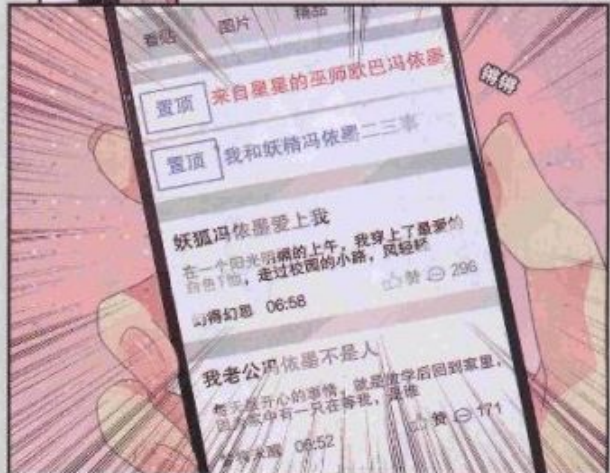 看贴 图片 精品
置顶 来自星星的巫师欧巴冯依墨
锵锵
置顶 我和妖精冯依墨二三事
妖狐冯依墨爱上我
在一个阳光明媚的上午，我穿上了最爱的
白色T恤，走过校园的小路，风轻轻
幻得幻思 06:58 赞 296
我老公冯依墨不是人
每天最开心的事情，就是放学后回到家里，
因为家中有一只在等我，是谁
06:52 赞 171